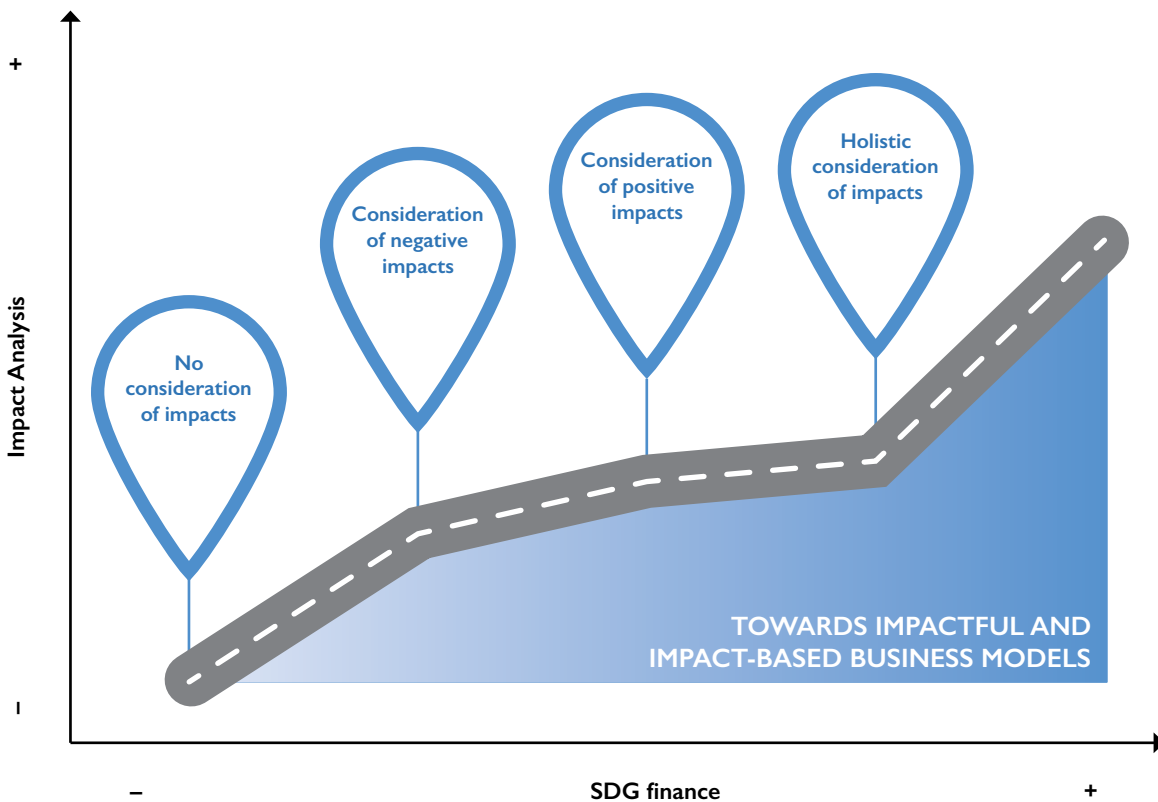 +
Impact Analysis
–
No
consideration
of impacts
Consideration
of negative
impacts
Consideration
of positive
impacts
Holistic
consideration
of impacts
TOWARDS IMPACTFUL AND
IMPACT-BASED BUSINESS MODELS
–
SDG finance
+